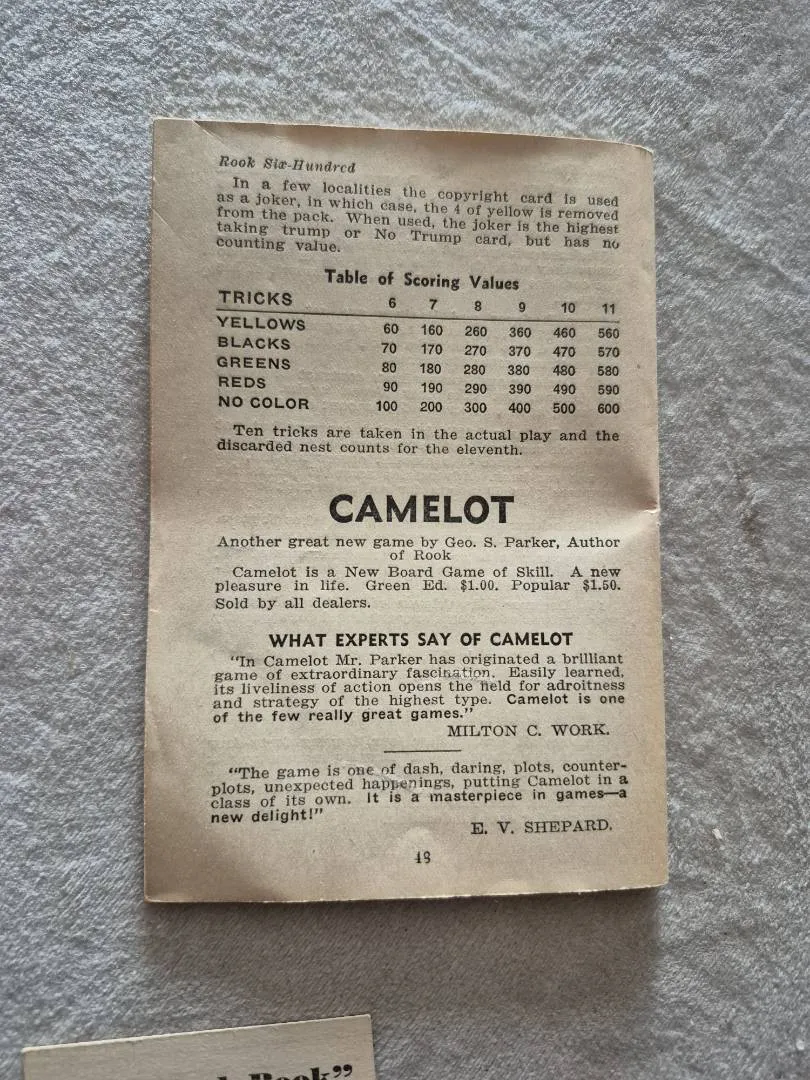 Rook Six-Hundred
In a few localities the copyright card is used
as a joker, in which case, the 4 of yellow is removed
from the pack. When used, the joker is the highest
taking trump or No Trump card, but has no
counting value.
Table of Scoring Values
TRICKS 6 7 8 9 10 11
YELLOWS 60 160 260 360 460 560
BLACKS 70 170 270 370 470 570
GREENS 80 180 280 380 480 580
REDS 90 190 290 390 490 590
NO COLOR 100 200 300 400 500 600
Ten tricks are taken in the actual play and the
discarded nest counts for the eleventh.
CAMELOT
Another great new game by Geo. S. Parker, Author
of Rook
Camelot is a New Board Game of Skill. A new
pleasure in life. Green Ed. $1.00. Popular $1.50.
Sold by all dealers.
WHAT EXPERTS SAY OF CAMELOT
"In Camelot Mr. Parker has originated a brilliant
game of extraordinary fascination. Easily learned,
its liveliness of action opens the field for adroitness
and strategy of the highest type. Camelot is one
of the few really great games."
MILTON C. WORK.
"The game is one of dash, daring, plots, counter-
plots, unexpected happenings, putting Camelot in a
class of its own. It is a masterpiece in games—a
new delight!"
E. V. SHEPARD.
48
Rook"